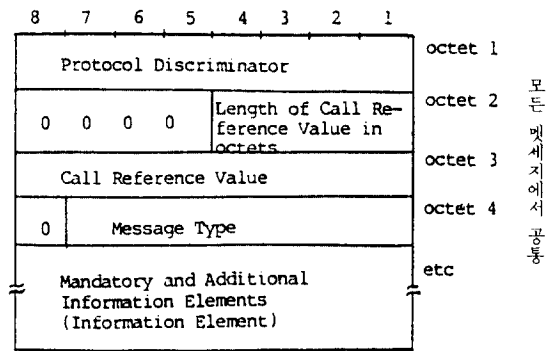 8 7 6 5 4 3 2 1
Protocol Discriminator
octet 1
0 0 0 0
Length of Call Re-
ference Value in
octets
octet 2
Call Reference Value
octet 3
0 Message Type
octet 4
Mandatory and Additional
Information Elements
(Information Element)
etc
모든 멧세지에서 공통